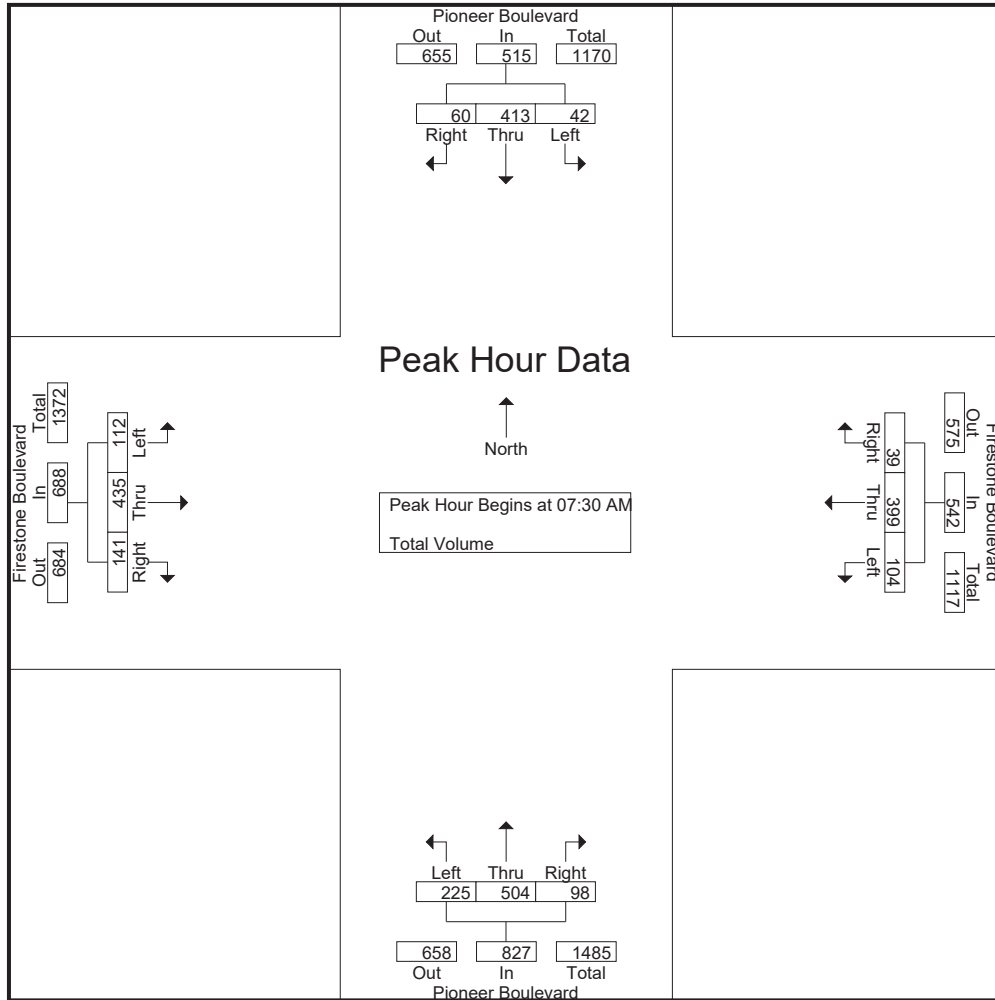 Pioneer Boulevard
Out In Total
655 515 1170
60 413 42
Right Thru Left
Peak Hour Data
North
Peak Hour Begins at 07:30 AM
Total Volume
Firestone Boulevard
Total In Out
1372 688 684
112 435 141
Left Thru Right
Firestone Boulevard
Out In Total
575 542 1117
39 399 104
Right Thru Left
Left Thru Right
225 504 98
658 827 1485
Out In Total
Pioneer Boulevard